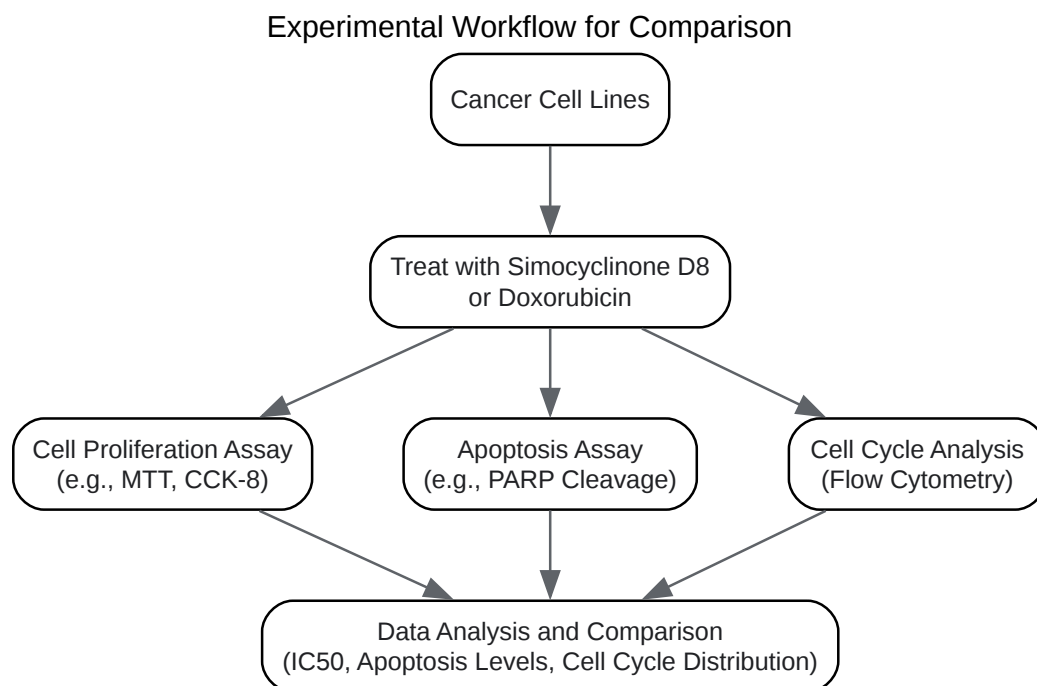 Experimental Workflow for Comparison
Cancer Cell Lines
Treat with Simocyclinone D8
or Doxorubicin
Cell Proliferation Assay
(e.g., MTT, CCK-8)
Apoptosis Assay
(e.g., PARP Cleavage)
Cell Cycle Analysis
(Flow Cytometry)
Data Analysis and Comparison
(IC50, Apoptosis Levels, Cell Cycle Distribution)